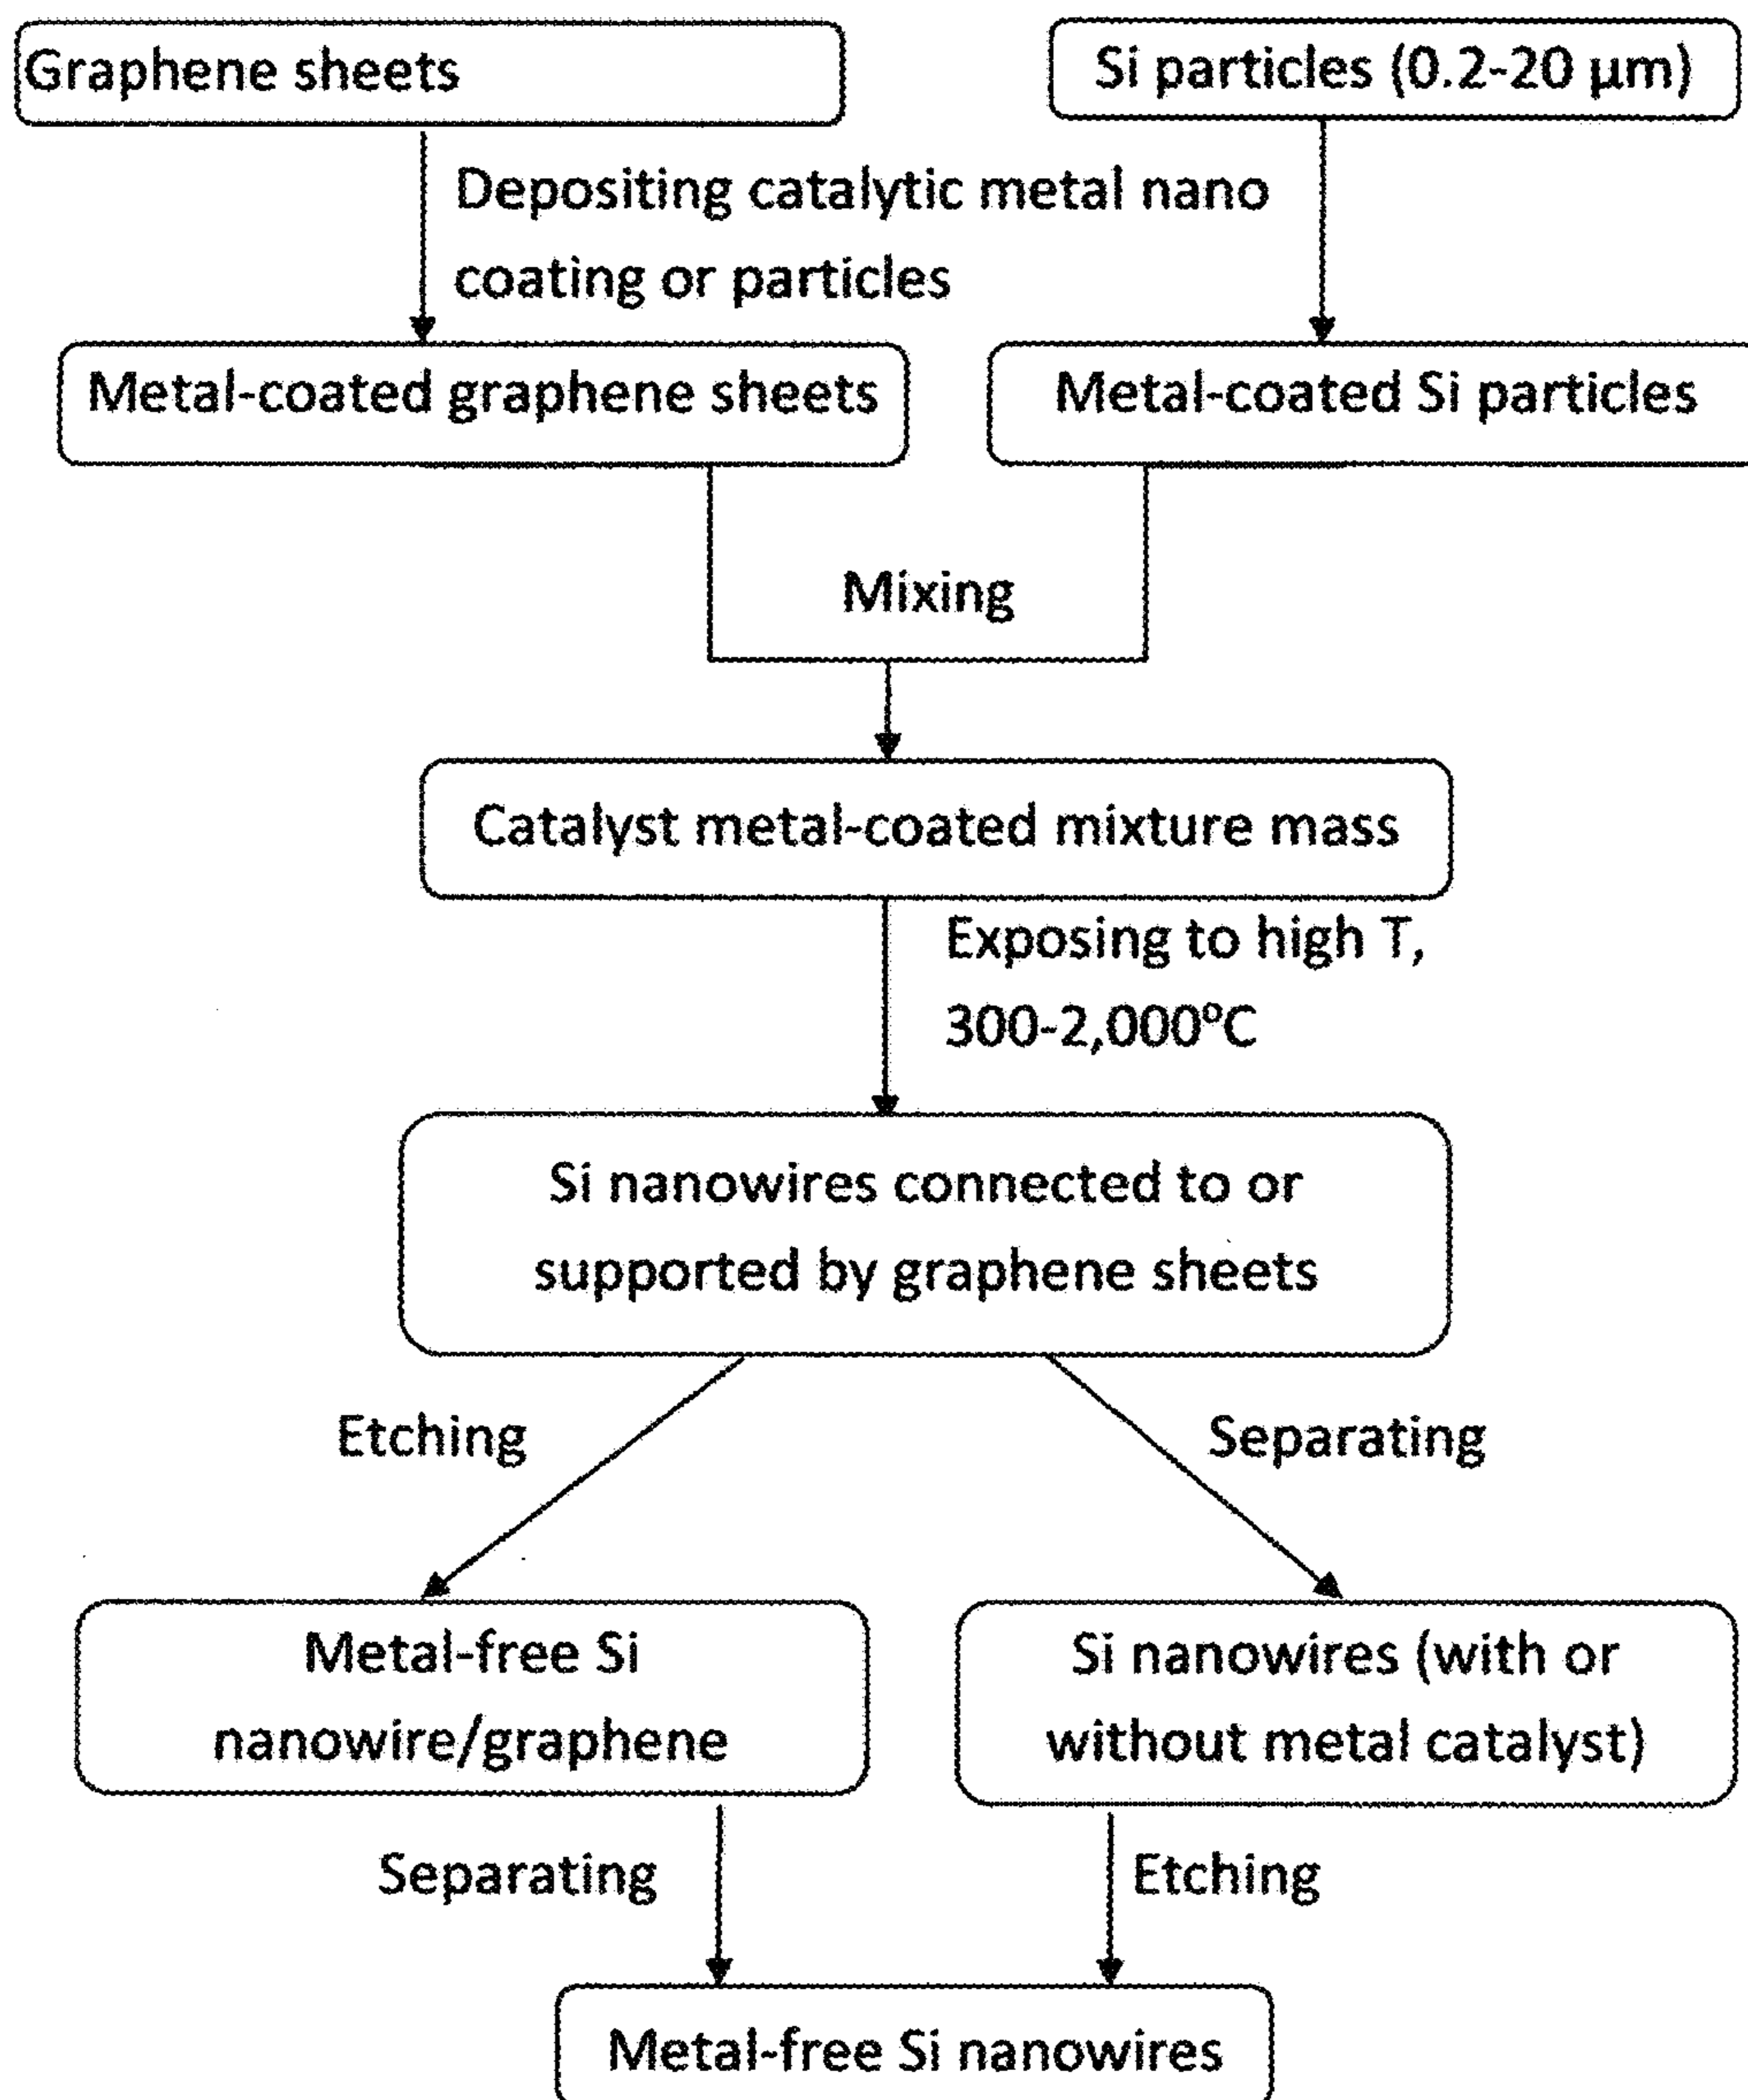 Graphene sheets
Si particles (0.2-20 µm)
Depositing catalytic metal nano
coating or particles
Metal-coated graphene sheets
Metal-coated Si particles
Mixing
Catalyst metal-coated mixture mass
Exposing to high T,
300-2,000ºC
Si nanowires connected to or
supported by graphene sheets
Etching
Separating
Metal-free Si
nanowire/graphene
Si nanowires (with or
without metal catalyst)
Separating
Etching
Metal-free Si nanowires